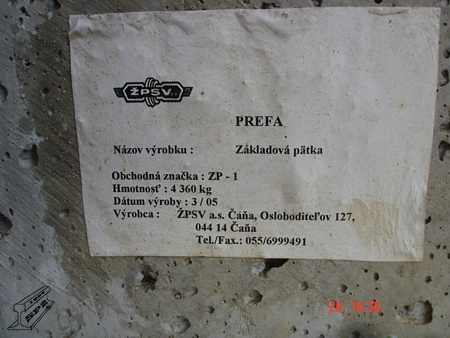 ŽPSV
PREFA
Názov výrobku : Základová pätka
Obchodná značka : ZP - 1
Hmotnosť : 4 360 kg
Dátum výroby : 3 / 05
Výrobca : ŽPSV a.s. Čaňa, Osloboditeľov 127,
044 14 Čaňa
Tel./Fax.: 055/6999491